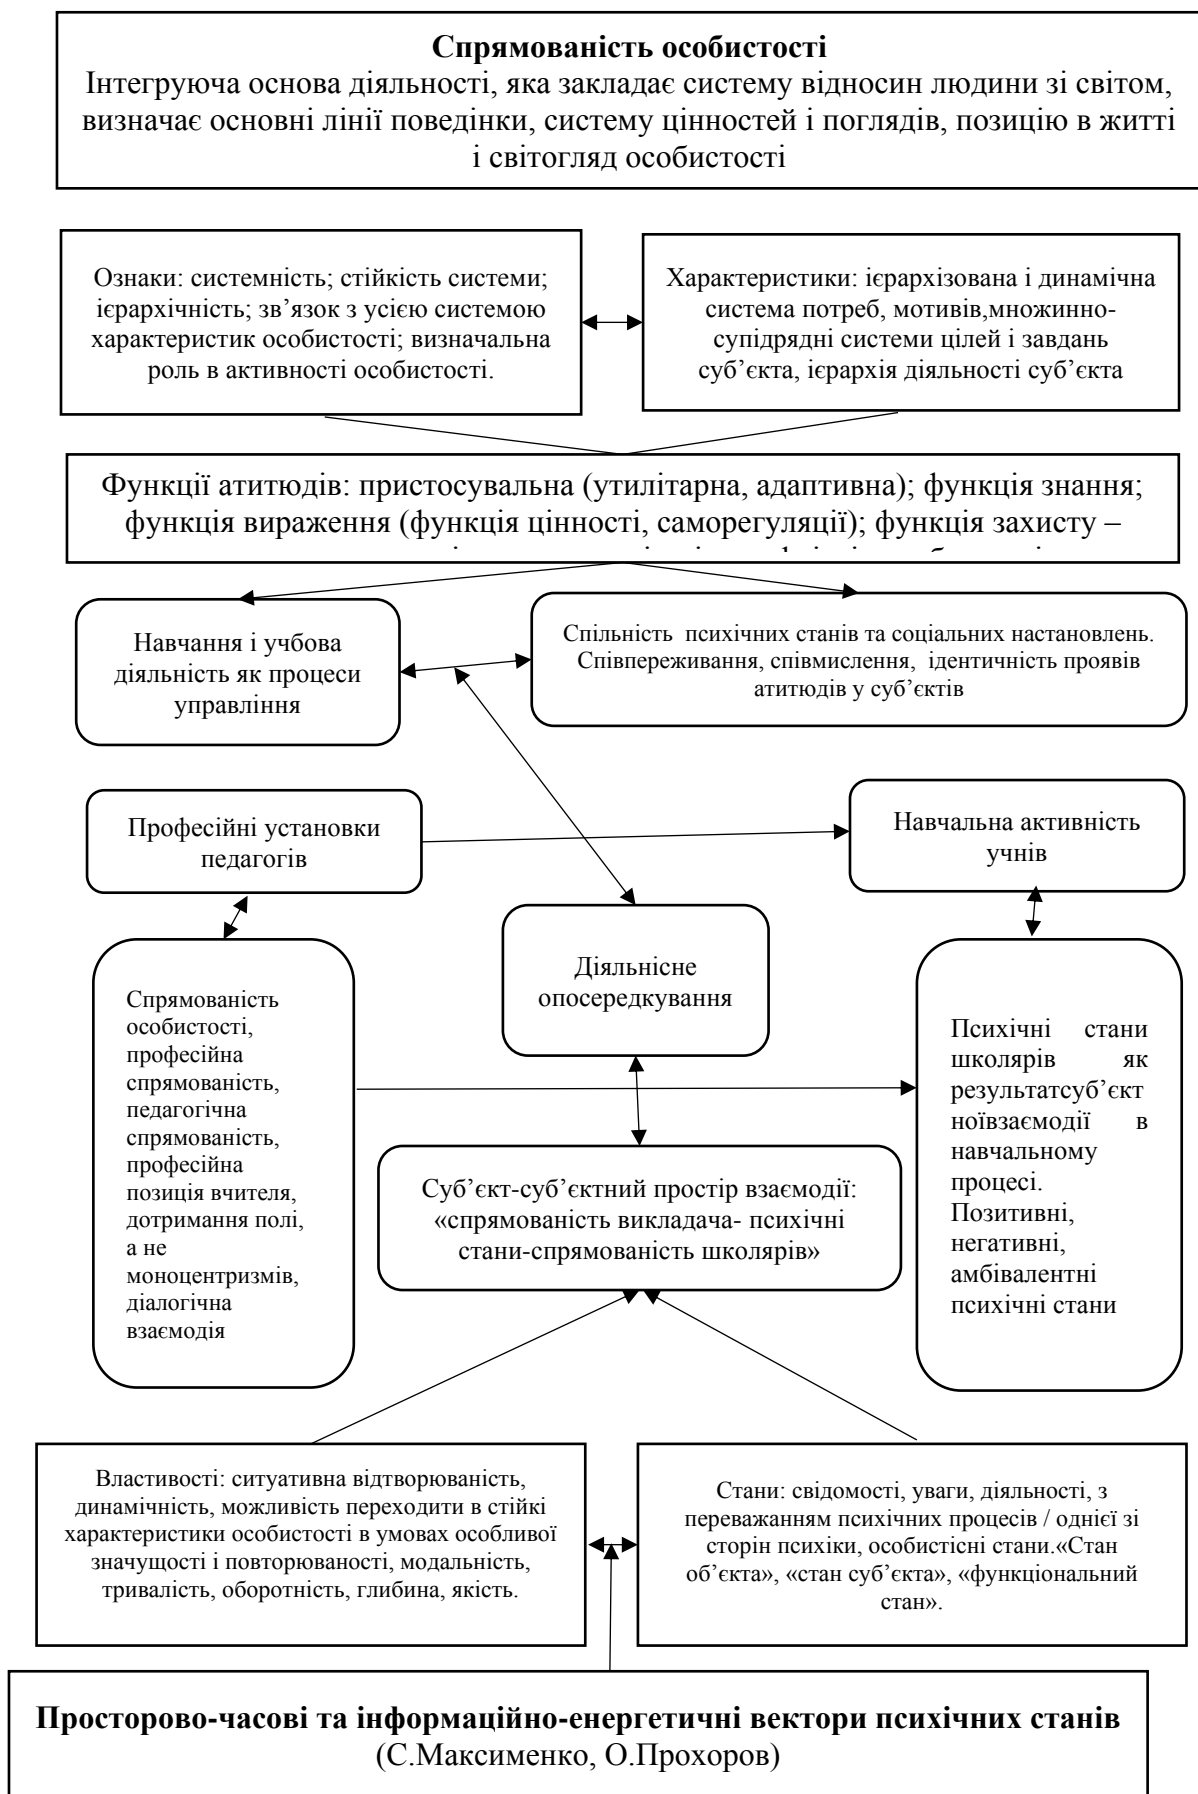 Спрямованість особистості
Інтегруюча основа діяльності, яка закладає систему відносин людини зі світом,
визначає основні лінії поведінки, систему цінностей і поглядів, позицію в житті
і світогляд особистості
Ознаки: системність; стійкість системи;
ієрархічність; зв’язок з усією системою
характеристик особистості; визначальна
роль в активності особистості.
Характеристики: ієрархізована і динамічна
система потреб, мотивів,множинно-
супідрядні системи цілей і завдань
суб’єкта, ієрархія діяльності суб’єкта
Функції атитюдів: пристосувальна (утилітарна, адаптивна); функція знання;
функція вираження (функція цінності, саморегуляції); функція захисту –
Навчання і учбова
діяльність як процеси
управління
Спільність психічних станів та соціальних настановлень.
Співпереживання, співмислення, ідентичність проявів
атитюдів у суб’єктів
Професійні установки
педагогів
Навчальна активність
учнів
Діяльнісне
опосередкування
Спрямованість
особистості,
професійна
спрямованість,
педагогічна
спрямованість,
професійна
позиція вчителя,
дотримання полі,
а не
моноцентризмів,
діалогічна
взаємодія
Психічні стани
школярів як
результатсуб’єкт
ноївзаємодії в
навчальному
процесі.
Позитивні,
негативні,
амбівалентні
психічні стани
Суб’єкт-суб’єктний простір взаємодії:
«спрямованість викладача- психічні
стани-спрямованість школярів»
Властивості: ситуативна відтворюваність,
динамічність, можливість переходити в стійкі
характеристики особистості в умовах особливої
значущості і повторюваності, модальність,
тривалість, оборотність, глибина, якість.
Стани: свідомості, уваги, діяльності, з
переважанням психічних процесів / однієї зі
сторін психіки, особистісні стани.«Стан
об’єкта», «стан суб’єкта», «функціональний
стан».
Просторово-часові та інформаційно-енергетичні вектори психічних станів
(С.Максименко, О.Прохоров)